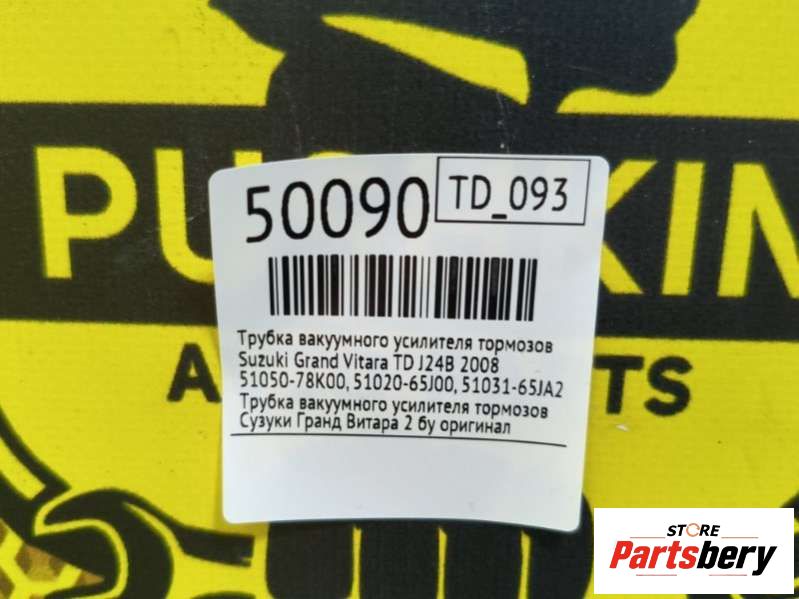 50090
TD_093
Трубка вакуумного усилителя тормозов
Suzuki Grand Vitara TD J24B 2008
51050-78K00, 51020-65J00, 51031-65JA2
Трубка вакуумного усилителя тормозов
Сузуки Гранд Витара 2 бу оригинал
STORE
Partsbery